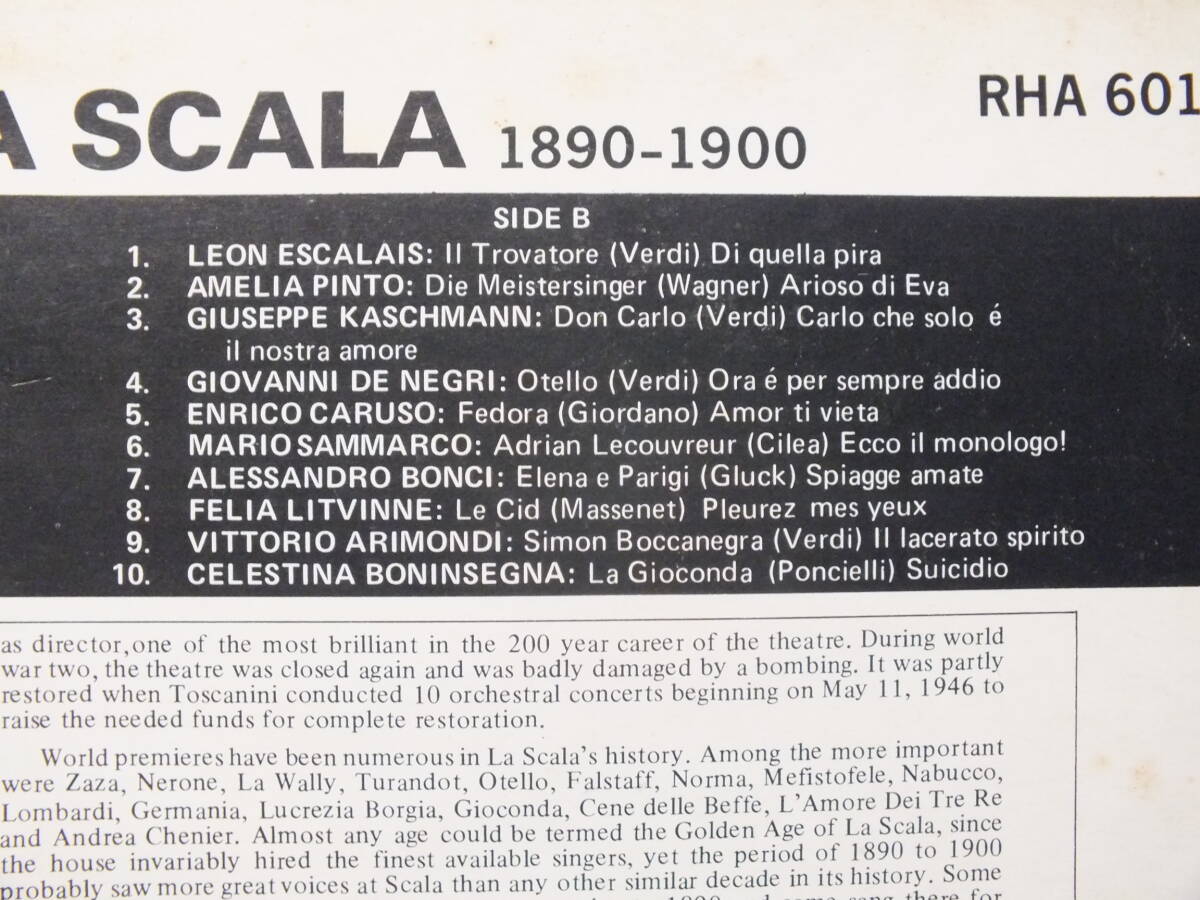 A SCALA 1890-1900
RHA 601
SIDE B
1. LEON ESCALAIS: Il Trovatore (Verdi) Di quella pira
2. AMELIA PINTO: Die Meistersinger (Wagner) Arioso di Eva
3. GIUSEPPE KASCHMANN: Don Carlo (Verdi) Carlo che solo é
il nostra amore
4. GIOVANNI DE NEGRI: Otello (Verdi) Ora é per sempre addio
5. ENRICO CARUSO: Fedora (Giordano) Amor ti vieta
6. MARIO SAMMARCO: Adrian Lecouvreur (Cilea) Ecco il monologo!
7. ALESSANDRO BONCI: Elena e Parigi (Gluck) Spiagge amate
8. FELIA LITVINNE: Le Cid (Massenet) Pleurez mes yeux
9. VITTORIO ARIMONDI: Simon Boccanegra (Verdi) Il lacerato spirito
10. CELESTINA BONINSEGNA: La Gioconda (Poncielli) Suicidio
as director,one of the most brilliant in the 200 year career of the theatre. During world
war two, the theatre was closed again and was badly damaged by a bombing. It was partly
restored when Toscanini conducted 10 orchestral concerts beginning on May 11, 1946 to
raise the needed funds for complete restoration.
World premieres have been numerous in La Scala's history. Among the more important
were Zaza, Nerone, La Wally, Turandot, Otello, Falstaff, Norma, Mefistofele, Nabucco,
Lombardi, Germania, Lucrezia Borgia, Gioconda, Cene delle Beffe, L'Amore Dei Tre Re
and Andrea Chenier. Almost any age could be termed the Golden Age of La Scala, since
the house invariably hired the finest available singers, yet the period of 1890 to 1900
probably saw more great voices at Scala than any other similar decade in its history. Some
1900 and some sang there for